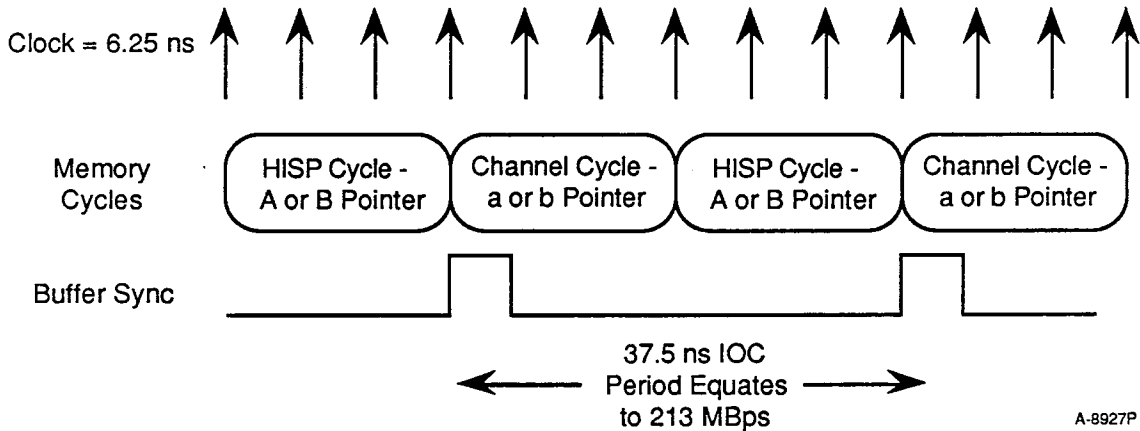 Clock = 6.25 ns
Memory
Cycles
HISP Cycle -
A or B Pointer
Channel Cycle -
a or b Pointer
HISP Cycle -
A or B Pointer
Channel Cycle -
a or b Pointer
Buffer Sync
37.5 ns IOC
Period Equates
to 213 MBps
A-8927P